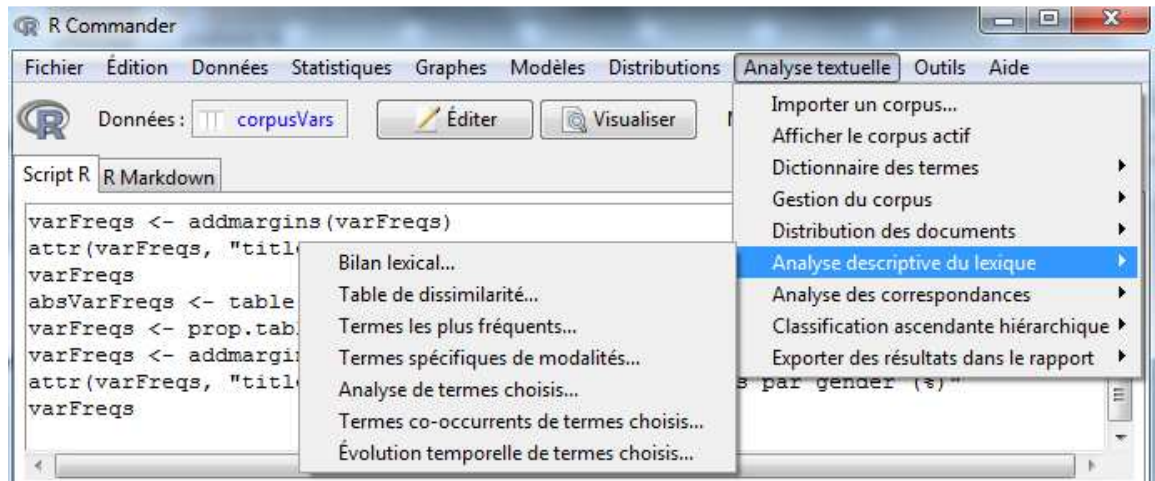 R Commander
Fichier Édition Données Statistiques Graphes Modèles Distributions Analyse textuelle Outils Aide
Données : corpusVars Éditer Visualiser
Script R R Markdown
varFreqs <- addmargins(varFreqs)
attr(varFreqs, "titl
varFreqs
absVarFreqs <- table
varFreqs <- prop.tab
varFreqs <- addmargi
attr(varFreqs, "titl s par gender (%)"
varFreqs
Importer un corpus...
Afficher le corpus actif
Dictionnaire des termes
Gestion du corpus
Distribution des documents
Analyse descriptive du lexique
Analyse des correspondances
Classification ascendante hiérarchique
Exporter des résultats dans le rapport
Bilan lexical...
Table de dissimilarité...
Termes les plus fréquents...
Termes spécifiques de modalités...
Analyse de termes choisis...
Termes co-occurrents de termes choisis...
Évolution temporelle de termes choisis...